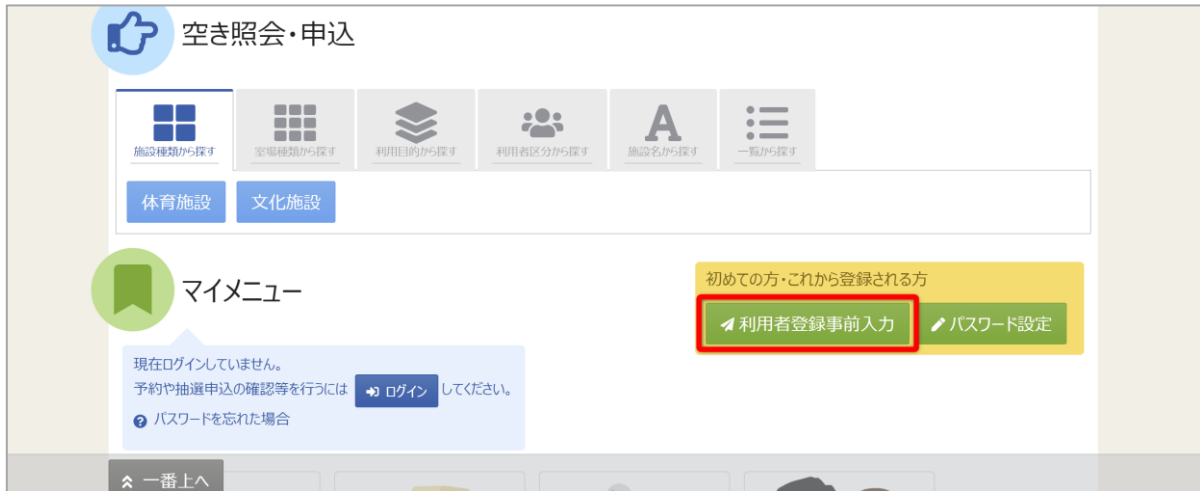 空き照会・申込
施設種類から探す
室場種類から探す
利用目的から探す
利用者区分から探す
施設名から探す
一覧から探す
体育施設 文化施設
マイメニュー
初めての方・これから登録される方
利用者登録事前入力 パスワード設定
現在ログインしていません。
予約や抽選申込の確認等を行うには ログイン してください。
パスワードを忘れた場合
一番上へ